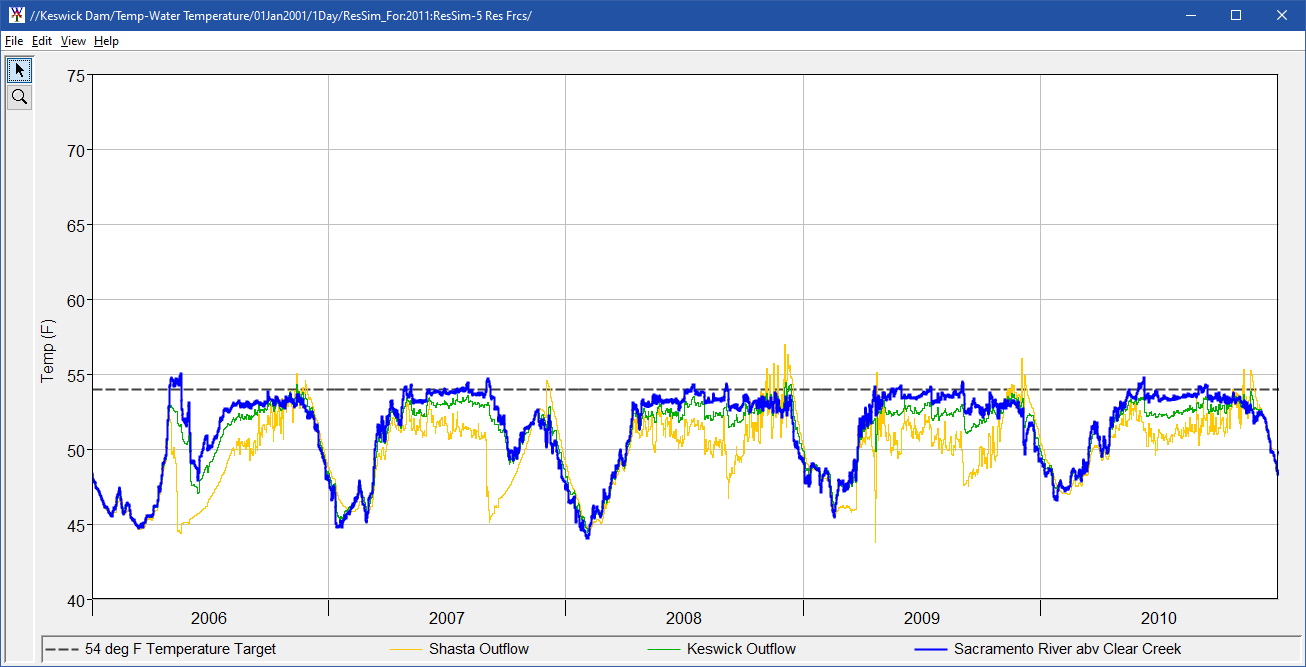 //Keswick Dam/Temp-Water Temperature/01Jan2001/1Day/ResSim_For:2011:ResSim-5 Res Frcs/
File Edit View Help
75
70
65
60
55
50
45
40
Temp (F)
2006 2007 2008 2009 2010
54 deg F Temperature Target Shasta Outflow Keswick Outflow Sacramento River abv Clear Creek